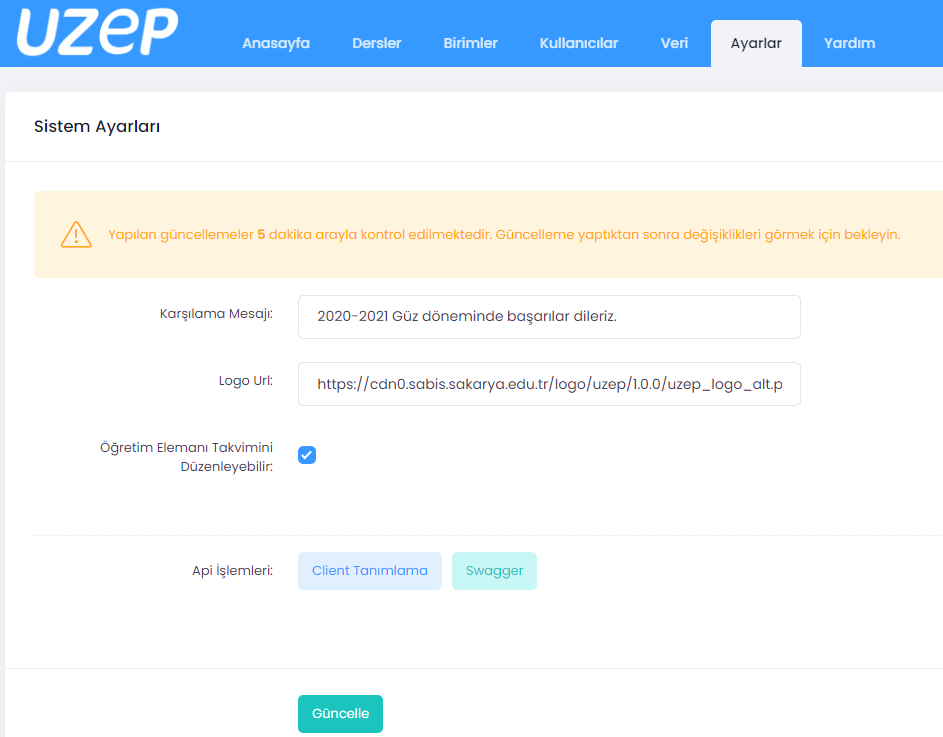 uzep
Anasayfa Dersler Birimler Kullanıcılar Veri Ayarlar Yardım
Sistem Ayarları
Yapılan güncellemeler 5 dakika arayla kontrol edilmektedir. Güncelleme yaptıktan sonra değişiklikleri görmek için bekleyin.
Karşılama Mesajı: 2020-2021 Güz döneminde başarılar dileriz.
Logo Url: https://cdn0.sabis.sakarya.edu.tr/logo/uzep/1.0.0/uzep_logo_alt.p
Öğretim Elemanı Takvimini
Düzenleyebilir:
Api İşlemleri: Client Tanımlama Swagger
Güncelle